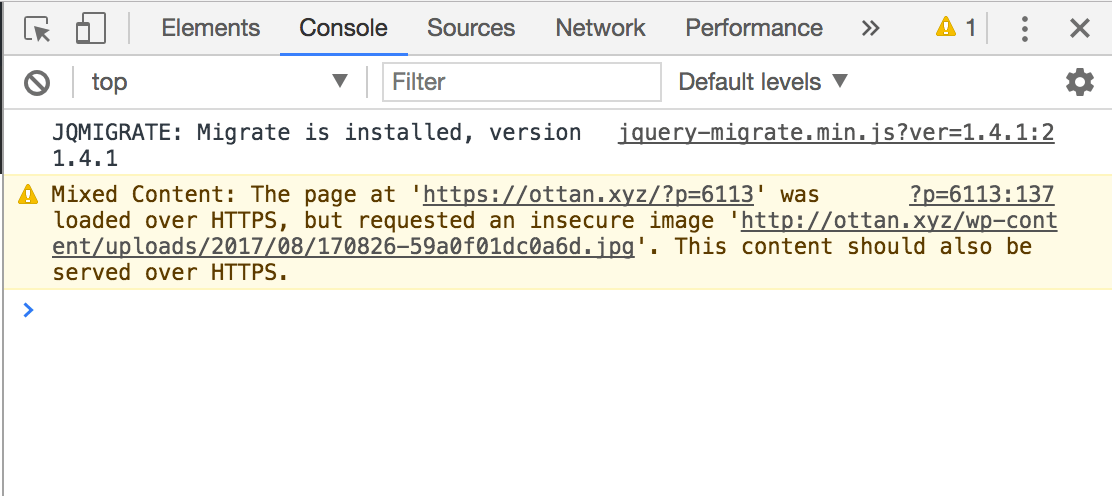 Elements Console Sources Network Performance » 1
top Filter Default levels
JQMIGRATE: Migrate is installed, version jquery-migrate.min.js?ver=1.4.1:2
1.4.1
Mixed Content: The page at 'https://ottan.xyz/?p=6113' was ?p=6113:137
loaded over HTTPS, but requested an insecure image 'http://ottan.xyz/wp-cont
ent/uploads/2017/08/170826-59a0f01dc0a6d.jpg'. This content should also be
served over HTTPS.